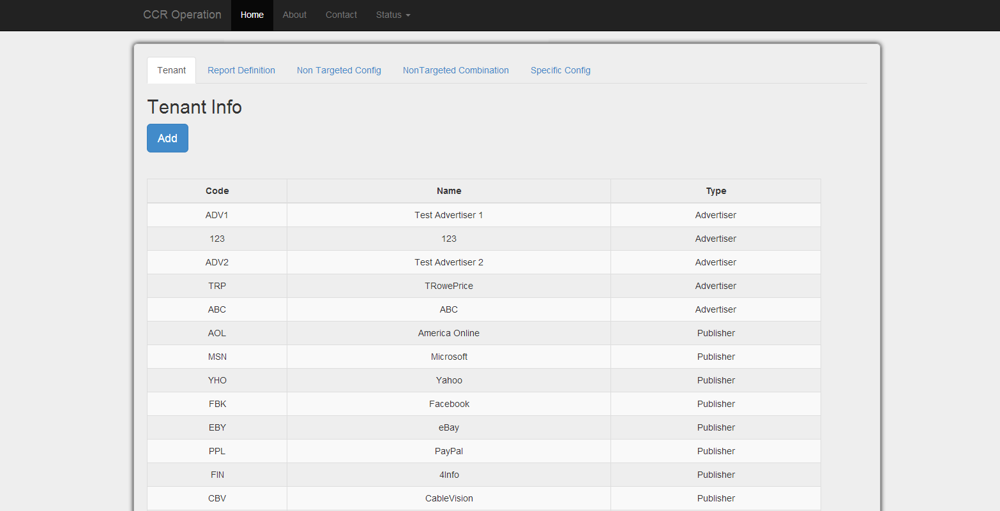 CCR Operation Home About Contact Status
Tenant Report Definition Non Targeted Config NonTargeted Combination Specific Config
Tenant Info
Add
Code Name Type
ADV1 Test Advertiser 1 Advertiser
123 123 Advertiser
ADV2 Test Advertiser 2 Advertiser
TRP TRowePrice Advertiser
ABC ABC Advertiser
AOL America Online Publisher
MSN Microsoft Publisher
YHO Yahoo Publisher
FBK Facebook Publisher
EBY eBay Publisher
PPL PayPal Publisher
FIN 4Info Publisher
CBV CableVision Publisher